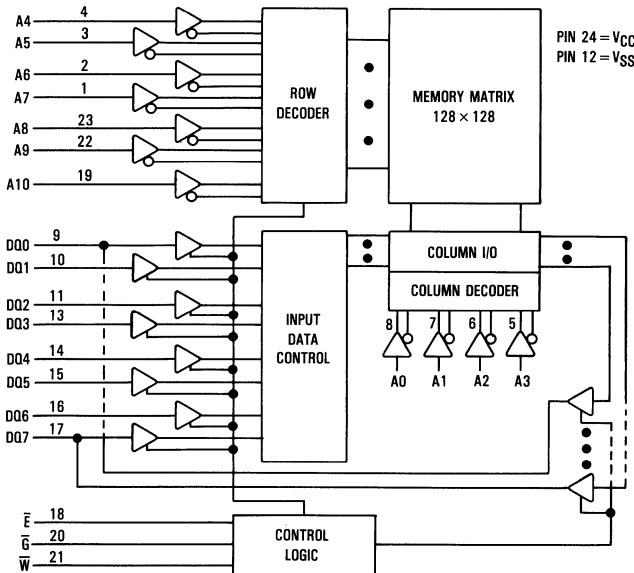 A4 4
A5 3
A6 2
A7 1
A8 23
A9 22
A10 19
ROW
DECODER
MEMORY MATRIX
128 × 128
PIN 24 = VCC
PIN 12 = VSS
DQ0 9
DQ1 10
DQ2 11
DQ3 13
DQ4 14
DQ5 15
DQ6 16
DQ7 17
INPUT
DATA
CONTROL
COLUMN I/O
COLUMN DECODER
8 7 6 5
A0 A1 A2 A3
E̅ 18
G̅ 20
W̅ 21
CONTROL
LOGIC